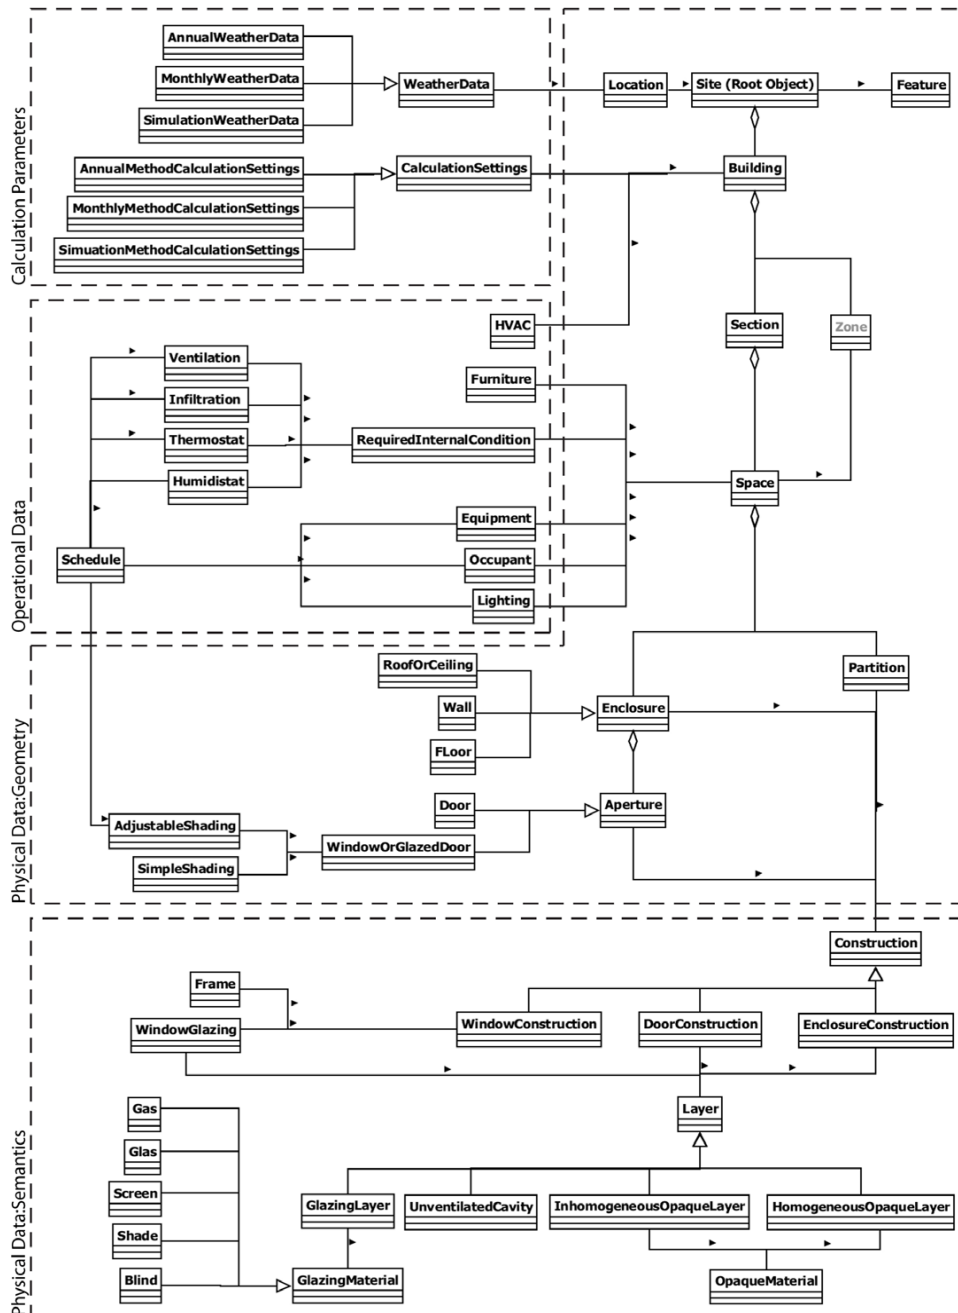 Calculation Parameters
AnnualWeatherData
MonthlyWeatherData
SimulationWeatherData
WeatherData
Location
Site (Root Object)
Feature
AnnualMethodCalculationSettings
MonthlyMethodCalculationSettings
SimuationMethodCalculationSettings
CalculationSettings
Building
Operational Data
HVAC
Section
Zone
Ventilation
Infiltration
Thermostat
Humidistat
Furniture
RequiredInternalCondition
Space
Equipment
Occupant
Lighting
Schedule
Physical Data:Geometry
RoofOrCeiling
Wall
FLoor
Enclosure
Partition
Door
Aperture
AdjustableShading
SimpleShading
WindowOrGlazedDoor
Physical Data:Semantics
Construction
Frame
WindowGlazing
WindowConstruction
DoorConstruction
EnclosureConstruction
Layer
Gas
Glas
Screen
Shade
Blind
GlazingLayer
UnventilatedCavity
InhomogeneousOpaqueLayer
HomogeneousOpaqueLayer
GlazingMaterial
OpaqueMaterial